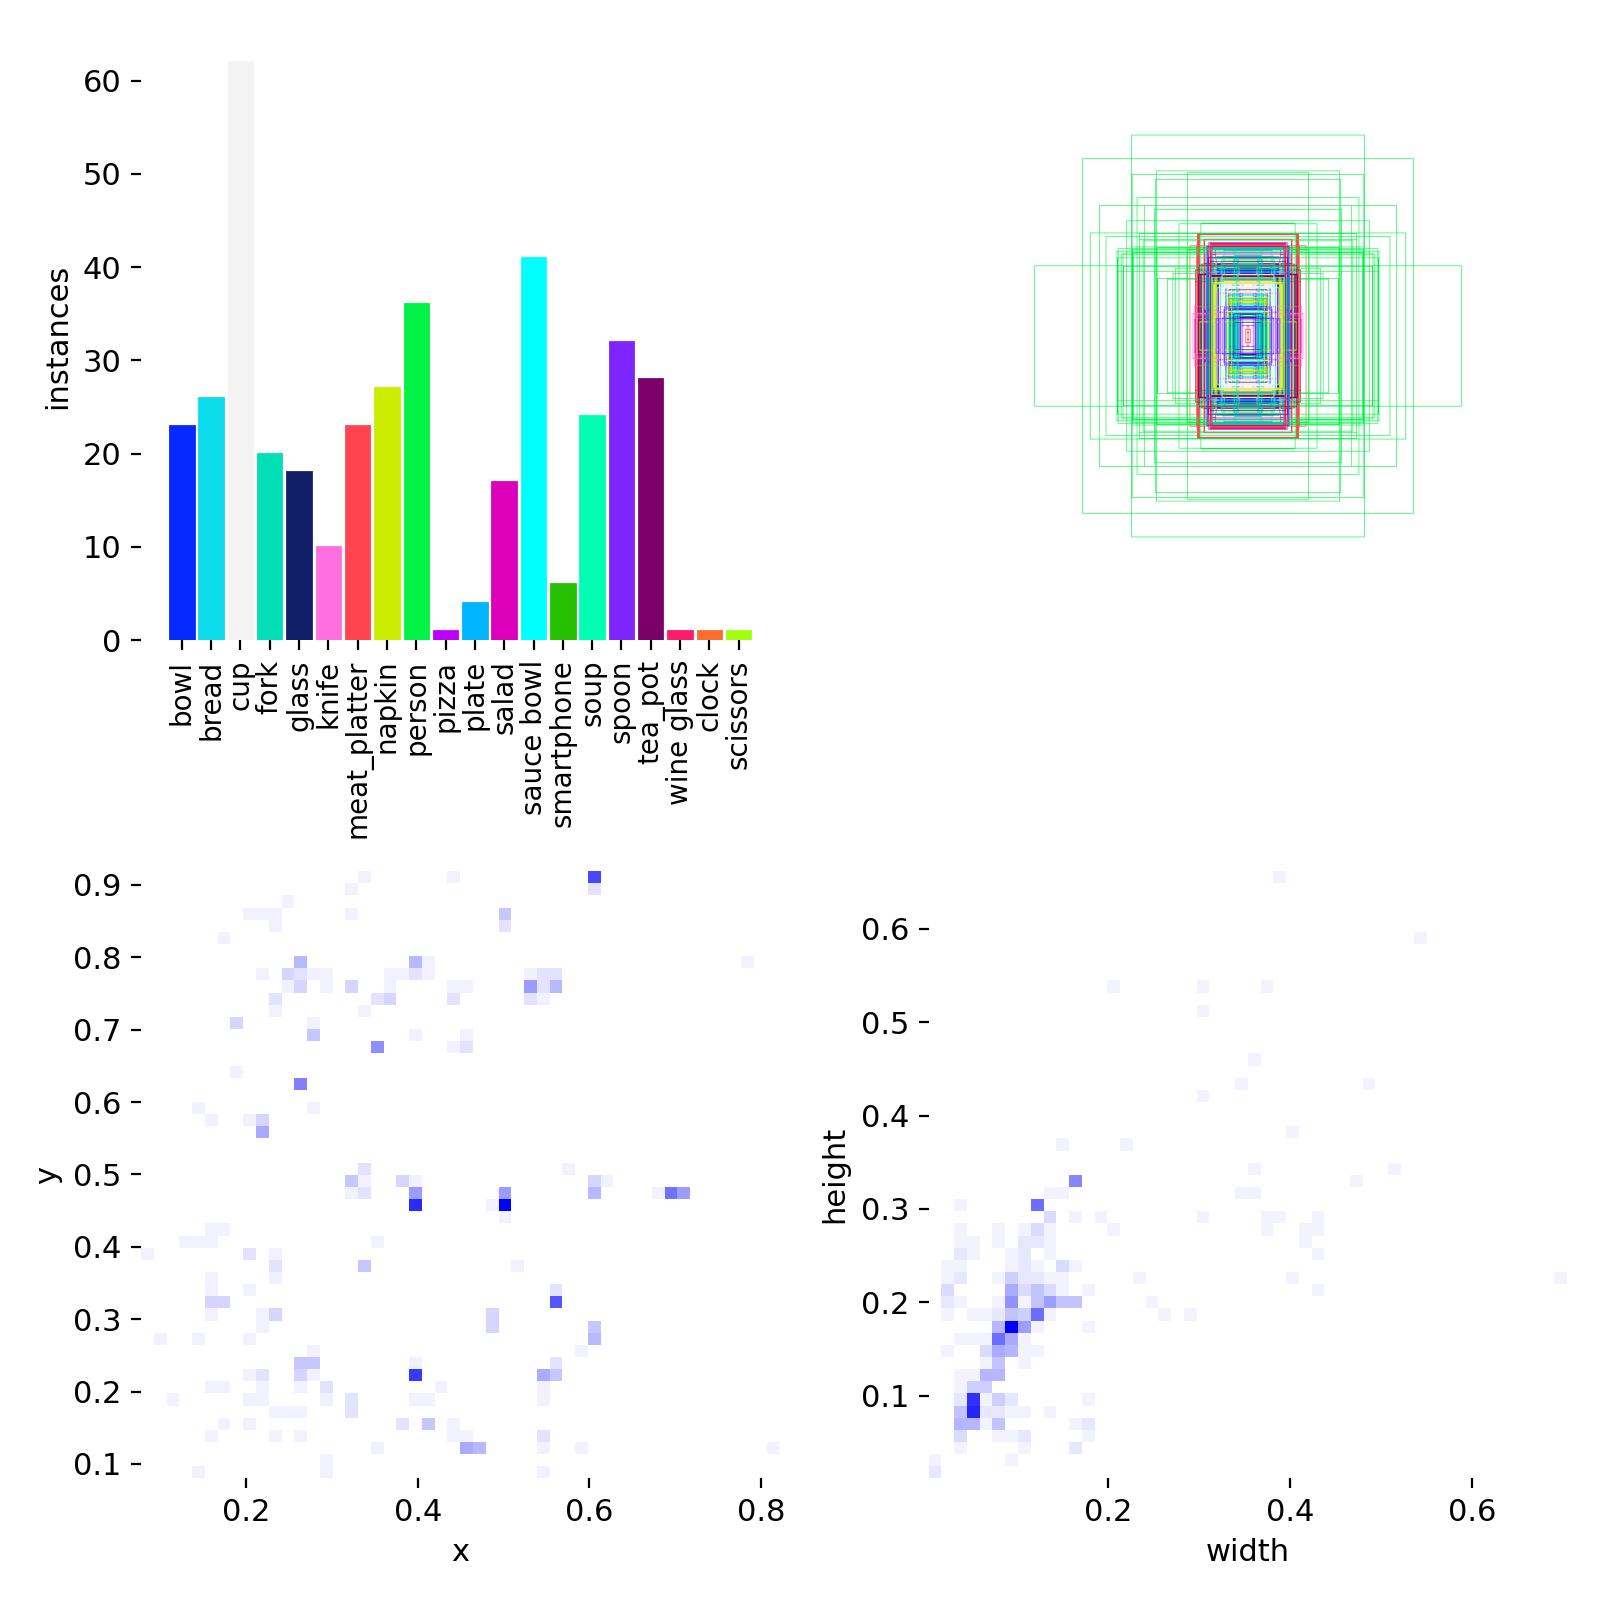 60
50
40
30
20
10
0
instances
bowl
bread
cup
fork
glass
knife
meat_platter
napkin
person
pizza
plate
salad
sauce bowl
smartphone
soup
spoon
tea_pot
wine glass
clock
scissors
0.9
0.8
0.7
0.6
0.5
0.4
0.3
0.2
0.1
y
0.2 0.4 0.6 0.8
x
0.6
0.5
0.4
0.3
0.2
0.1
height
0.2 0.4 0.6
width